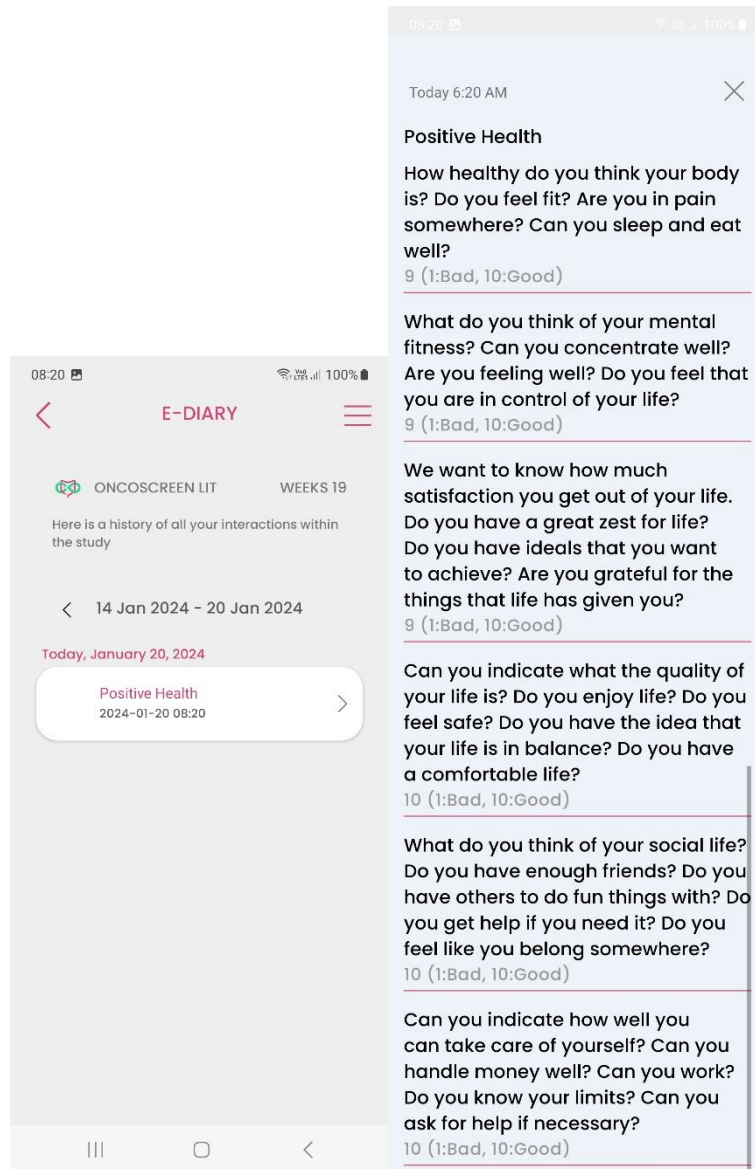 08:20 100%
E-DIARY
ONCOSCREEN LIT WEEKS 19
Here is a history of all your interactions within
the study
14 Jan 2024 - 20 Jan 2024
Today, January 20, 2024
Positive Health
2024-01-20 08:20
08:20 100%
Today 6:20 AM
Positive Health
How healthy do you think your body
is? Do you feel fit? Are you in pain
somewhere? Can you sleep and eat
well?
9 (1:Bad, 10:Good)
What do you think of your mental
fitness? Can you concentrate well?
Are you feeling well? Do you feel that
you are in control of your life?
9 (1:Bad, 10:Good)
We want to know how much
satisfaction you get out of your life.
Do you have a great zest for life?
Do you have ideals that you want
to achieve? Are you grateful for the
things that life has given you?
9 (1:Bad, 10:Good)
Can you indicate what the quality of
your life is? Do you enjoy life? Do you
feel safe? Do you have the idea that
your life is in balance? Do you have
a comfortable life?
10 (1:Bad, 10:Good)
What do you think of your social life?
Do you have enough friends? Do you
have others to do fun things with? Do
you get help if you need it? Do you
feel like you belong somewhere?
10 (1:Bad, 10:Good)
Can you indicate how well you
can take care of yourself? Can you
handle money well? Can you work?
Do you know your limits? Can you
ask for help if necessary?
10 (1:Bad, 10:Good)